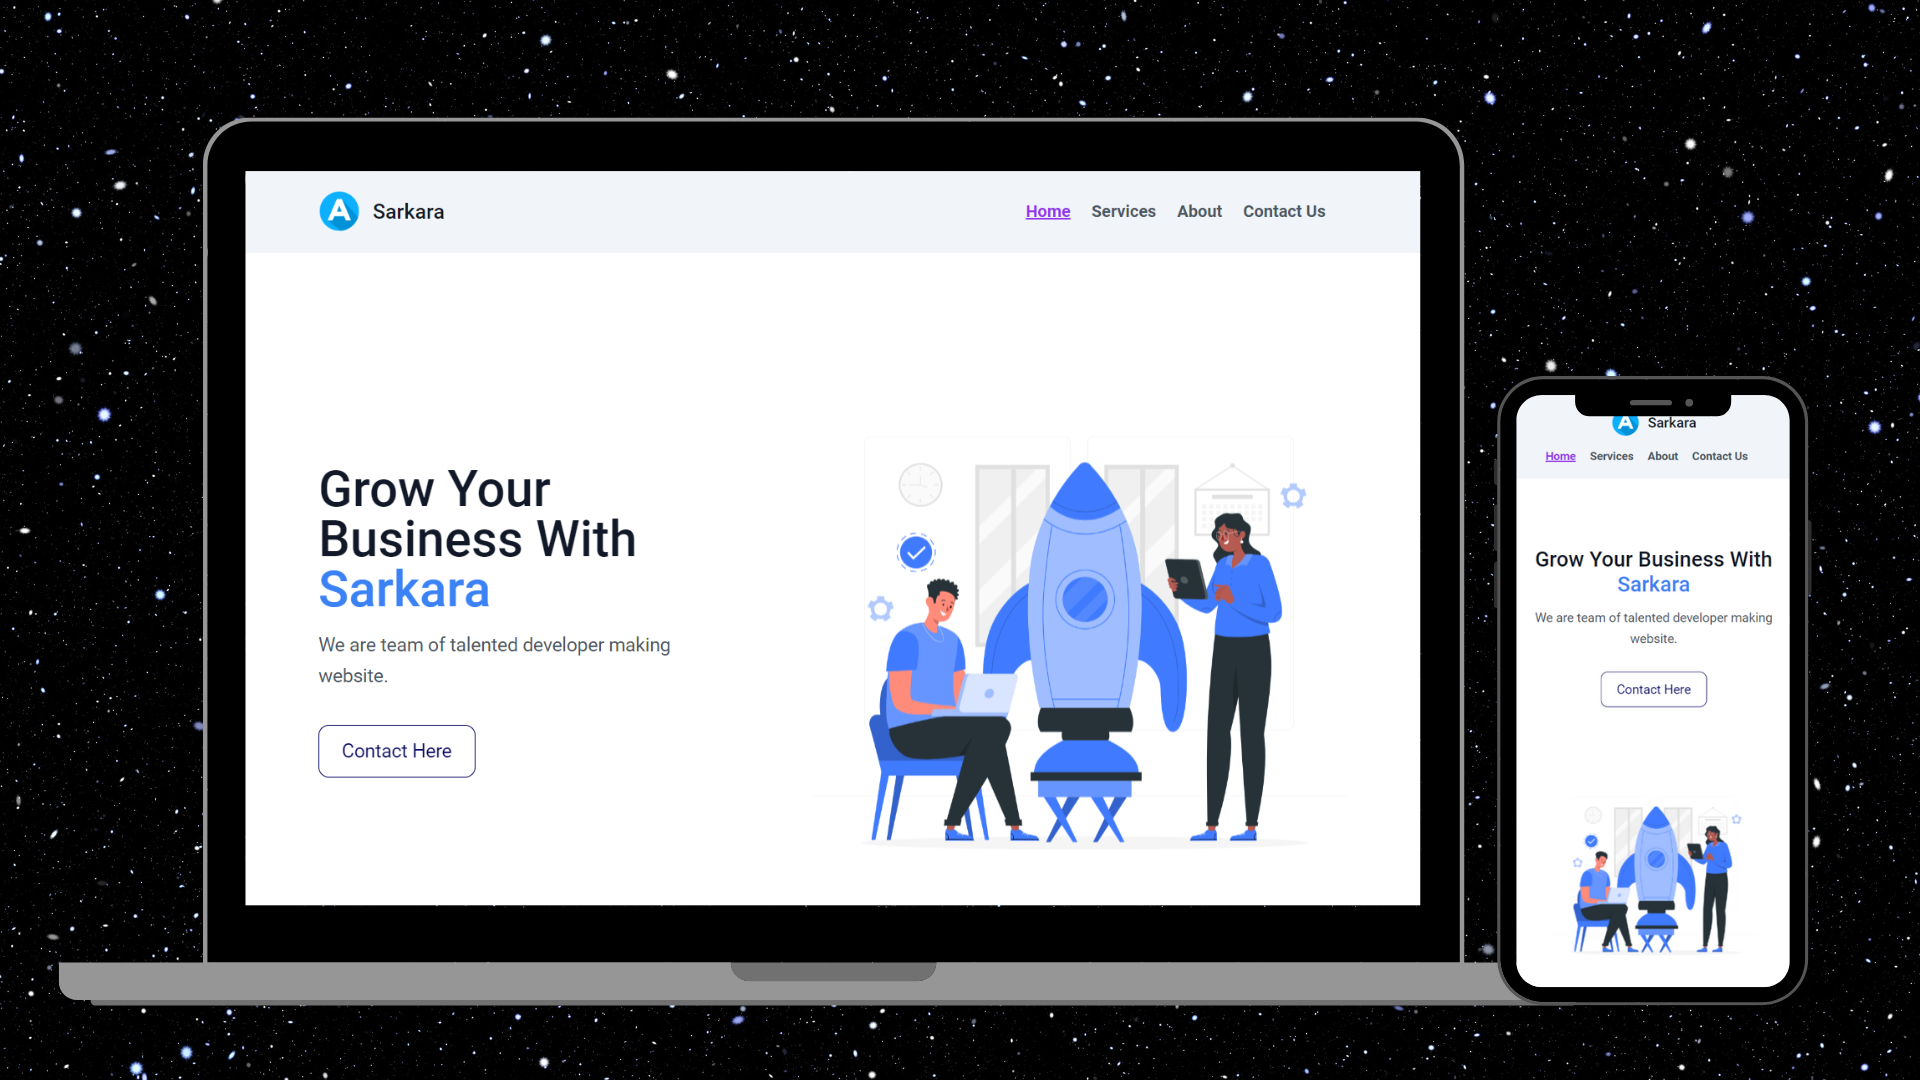 A Sarkara
Home Services About Contact Us
Grow Your
Business With
Sarkara
We are team of talented developer making
website.
Contact Here
A Sarkara
Home Services About Contact Us
Grow Your Business With
Sarkara
We are team of talented developer making
website.
Contact Here